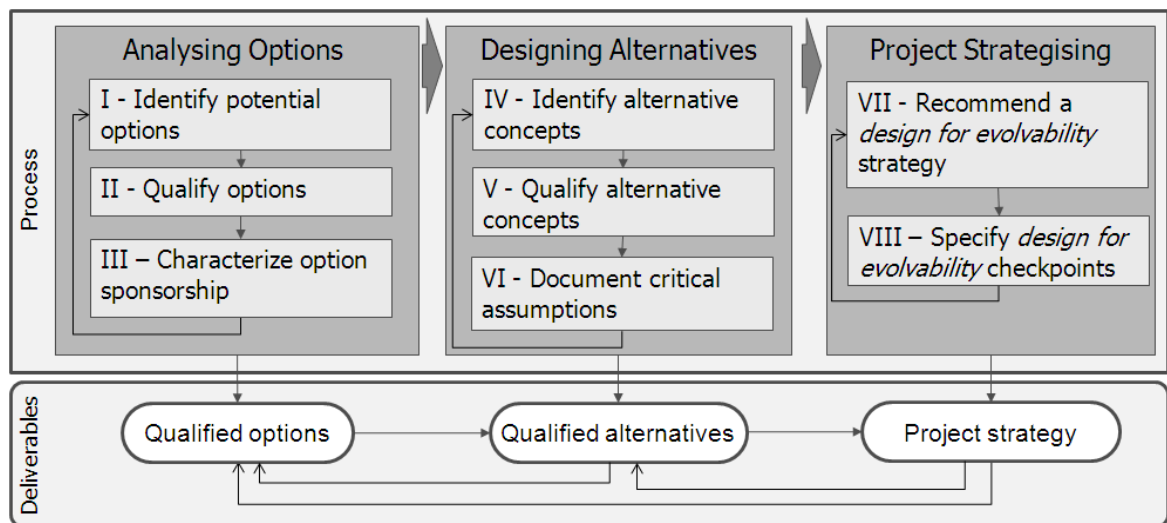 Process
Analysing Options
I - Identify potential
options
II - Qualify options
III – Characterize option
sponsorship
Designing Alternatives
IV - Identify alternative
concepts
V - Qualify alternative
concepts
VI - Document critical
assumptions
Project Strategising
VII - Recommend a
design for evolvability
strategy
VIII – Specify design for
evolvability checkpoints
Deliverables
Qualified options
Qualified alternatives
Project strategy